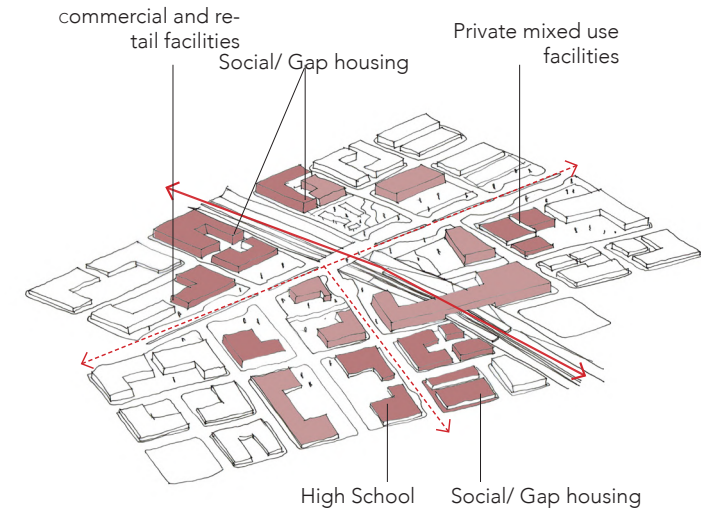 commercial and re-
tail facilities
Social/ Gap housing
Private mixed use
facilities
High School
Social/ Gap housing